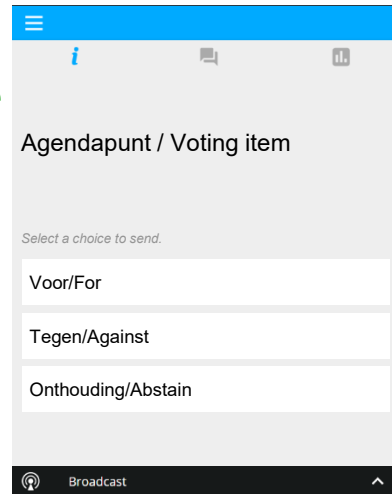 i
Agendapunt / Voting item
Select a choice to send.
Voor/For
Tegen/Against
Onthouding/Abstain
Broadcast